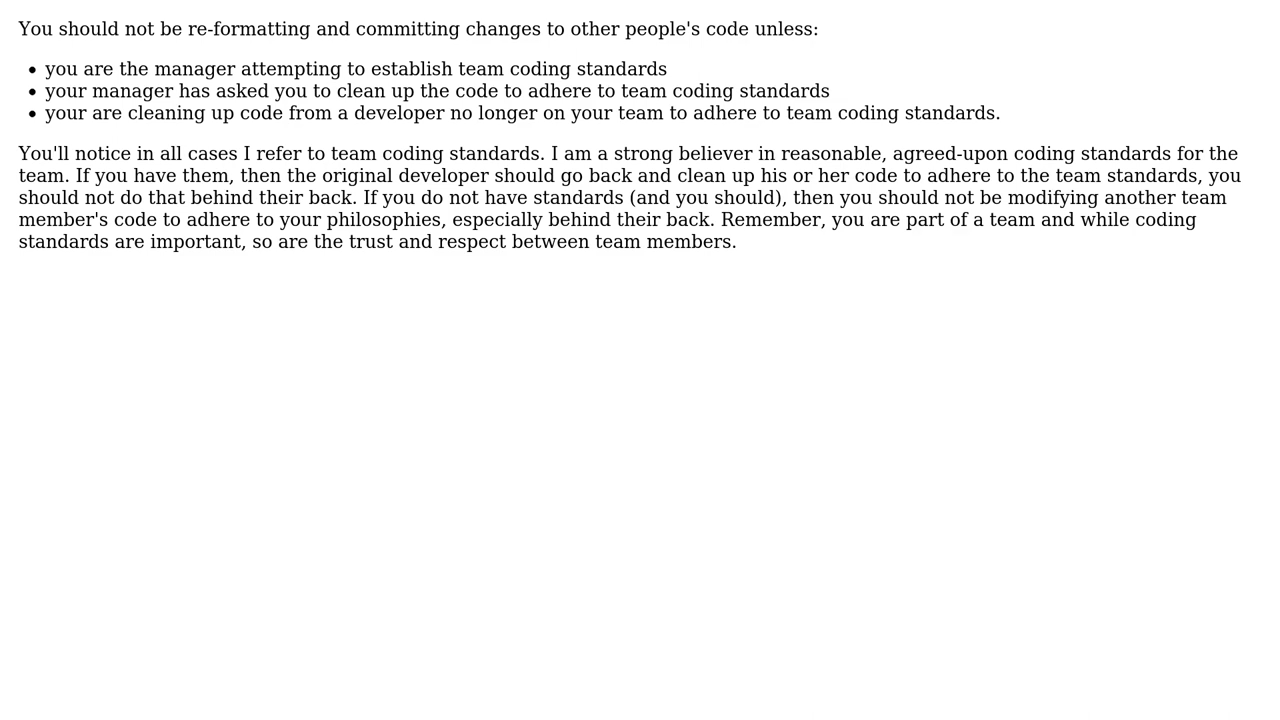 You should not be re-formatting and committing changes to other people's code unless:
• you are the manager attempting to establish team coding standards
• your manager has asked you to clean up the code to adhere to team coding standards
• your are cleaning up code from a developer no longer on your team to adhere to team coding standards.
You'll notice in all cases I refer to team coding standards. I am a strong believer in reasonable, agreed-upon coding standards for the
team. If you have them, then the original developer should go back and clean up his or her code to adhere to the team standards, you
should not do that behind their back. If you do not have standards (and you should), then you should not be modifying another team
member's code to adhere to your philosophies, especially behind their back. Remember, you are part of a team and while coding
standards are important, so are the trust and respect between team members.